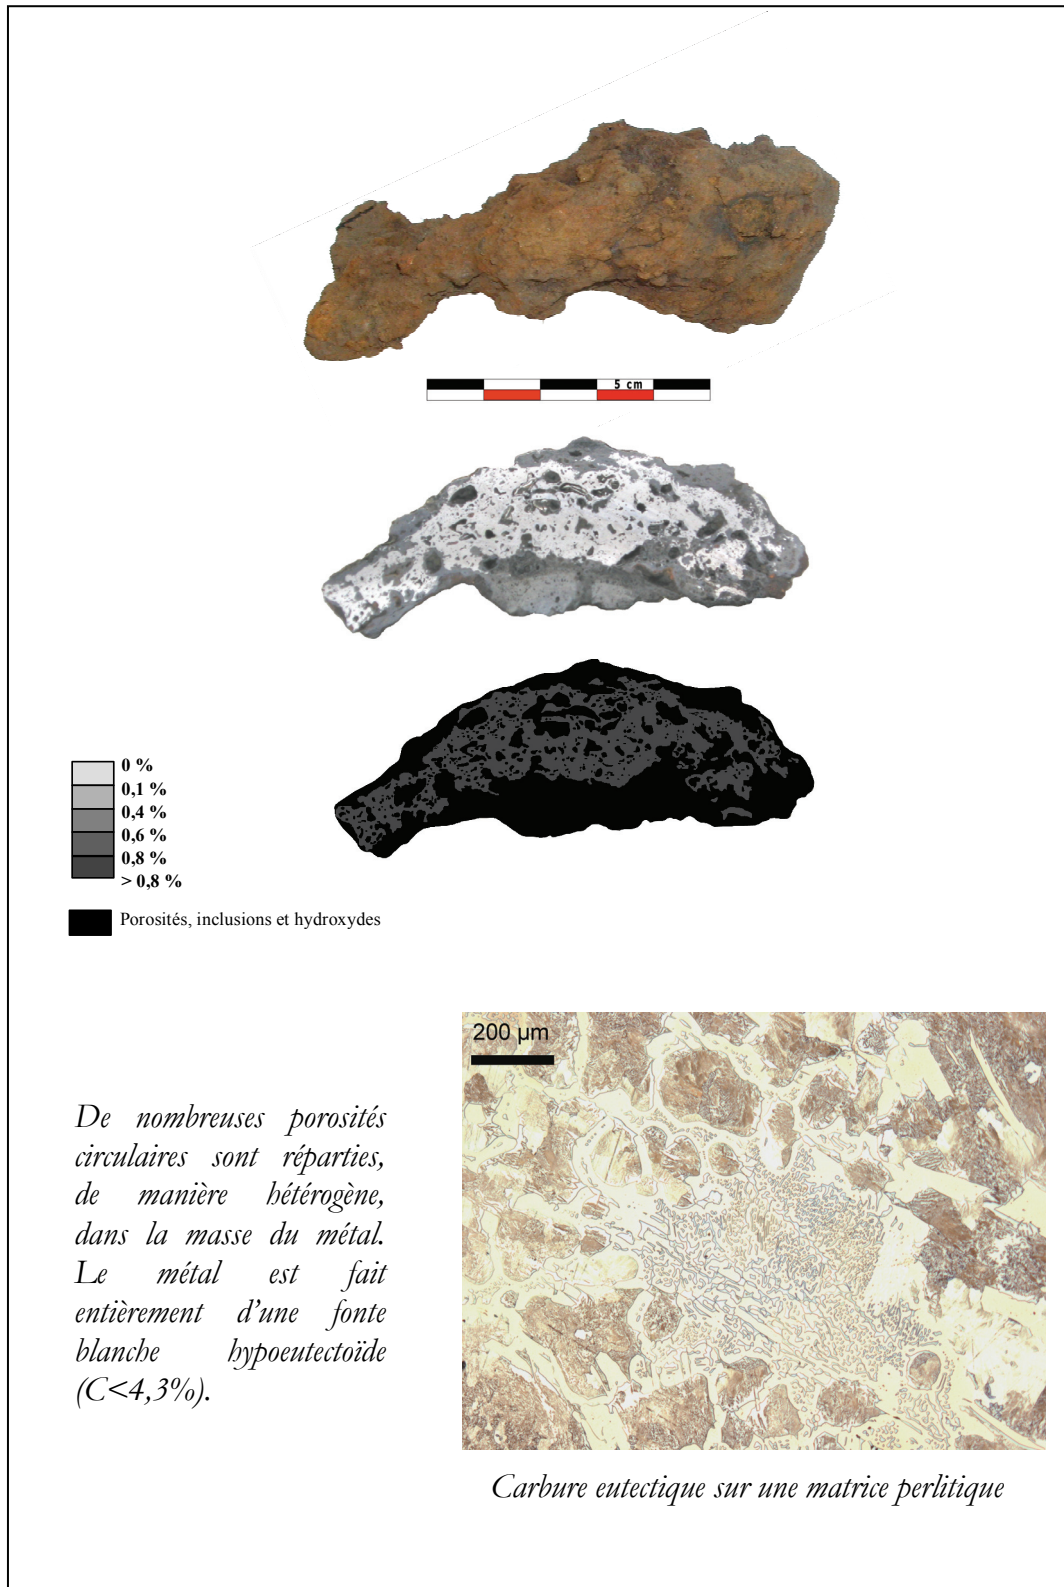 5 cm
0 %
0,1 %
0,4 %
0,6 %
0,8 %
> 0,8 %
Porosités, inclusions et hydroxydes
200 µm
De nombreuses porosités
circulaires sont réparties,
de manière hétérogène,
dans la masse du métal.
Le métal est fait
entièrement d'une fonte
blanche hypoeutectoïde
(C<4,3%).
Carbure eutectique sur une matrice perlitique